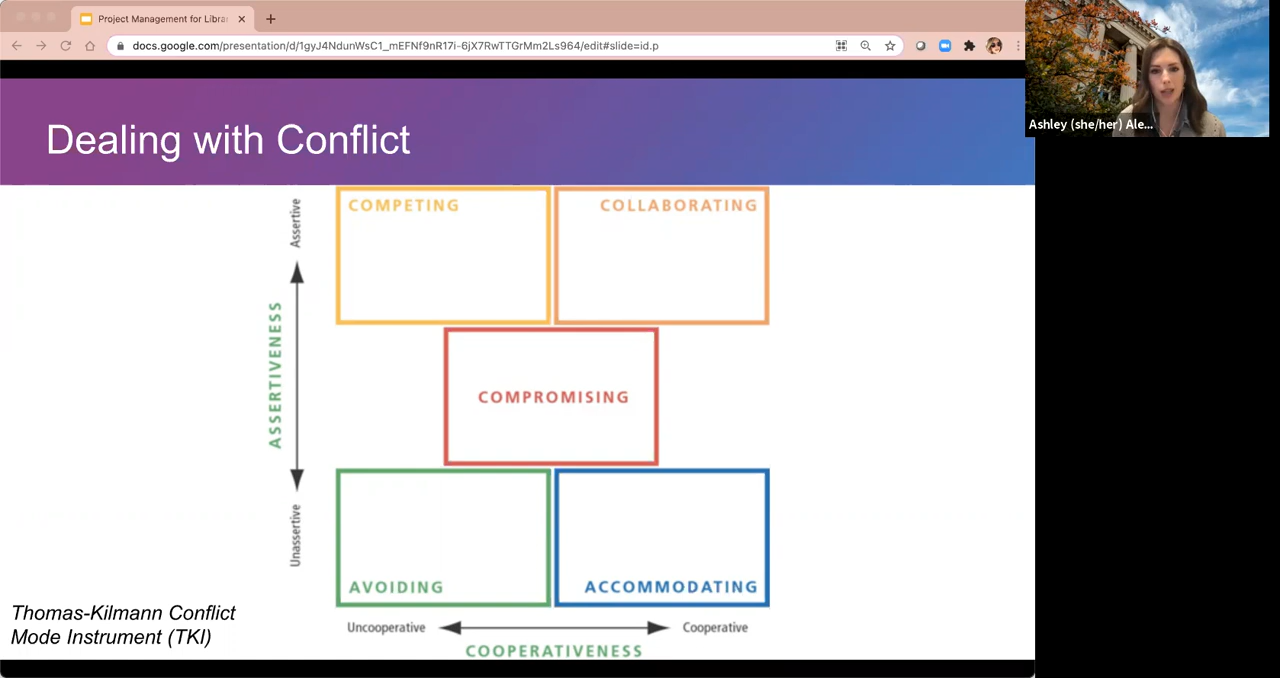 Project Management for Libra
docs.google.com/presentation/d/1gyJ4NdunWsC1_mEFNf9nR17i-6jX7RwTTGrMm2Ls964/edit#slide=id.p
Ashley (she/her) Ale...
Dealing with Conflict
COMPETING
COLLABORATING
Assertive
ASSERTIVENESS
Unassertive
COMPROMISING
AVOIDING
ACCOMMODATING
Uncooperative
Cooperative
COOPERATIVENESS
Thomas-Kilmann Conflict
Mode Instrument (TKI)